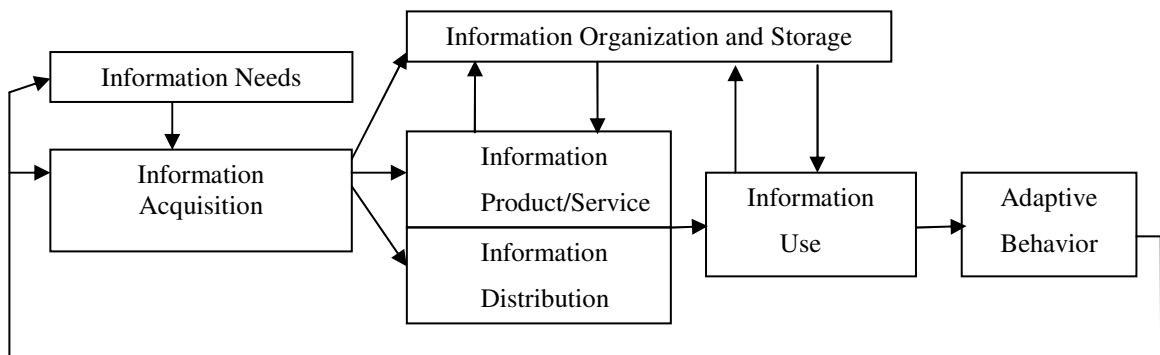 Information Organization and Storage
Information Needs
Information
Acquisition
Information
Product/Service
Information
Distribution
Information
Use
Adaptive
Behavior